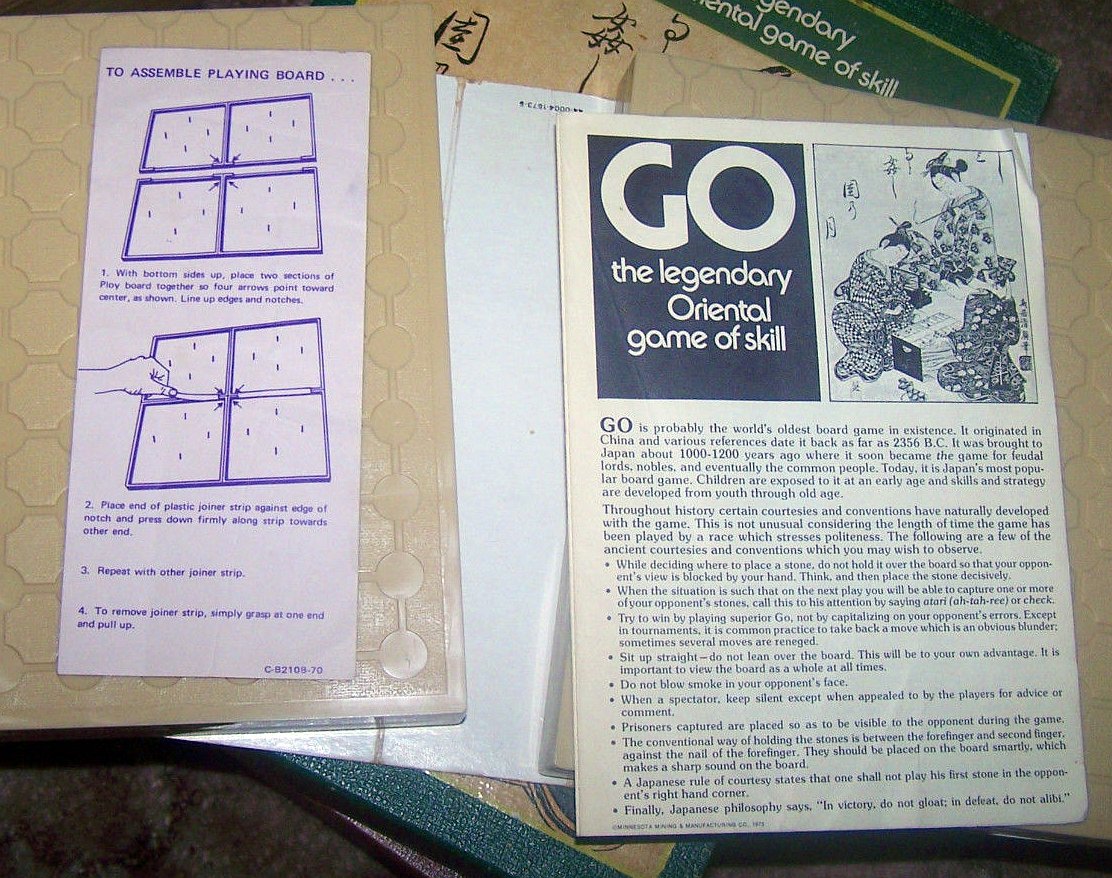 TO ASSEMBLE PLAYING BOARD . . .
1. With bottom sides up, place two sections of
Ploy board together so four arrows point toward
center, as shown. Line up edges and notches.
2. Place end of plastic joiner strip against edge of
notch and press down firmly along strip towards
other end.
3. Repeat with other joiner strip.
4. To remove joiner strip, simply grasp at one end
and pull up.
C-B2108-70
gendary
iental game of skill
GO
the legendary
Oriental
game of skill
GO is probably the world's oldest board game in existence. It originated in
China and various references date it back as far as 2356 B.C. It was brought to
Japan about 1000-1200 years ago where it soon became the game for feudal
lords, nobles, and eventually the common people. Today, it is Japan's most popu-
lar board game. Children are exposed to it at an early age and skills and strategy
are developed from youth through old age.
Throughout history certain courtesies and conventions have naturally developed
with the game. This is not unusual considering the length of time the game has
been played by a race which stresses politeness. The following are a few of the
ancient courtesies and conventions which you may wish to observe.
• While deciding where to place a stone, do not hold it over the board so that your oppon-
ent's view is blocked by your hand. Think, and then place the stone decisively.
• When the situation is such that on the next play you will be able to capture one or more
of your opponent's stones, call this to his attention by saying atari (ah-tah-ree) or check.
• Try to win by playing superior Go, not by capitalizing on your opponent's errors. Except
in tournaments, it is common practice to take back a move which is an obvious blunder;
sometimes several moves are reneged.
• Sit up straight—do not lean over the board. This will be to your own advantage. It is
important to view the board as a whole at all times.
• Do not blow smoke in your opponent's face.
• When a spectator, keep silent except when appealed to by the players for advice or
comment.
• Prisoners captured are placed so as to be visible to the opponent during the game.
• The conventional way of holding the stones is between the forefinger and second finger,
against the nail of the forefinger. They should be placed on the board smartly, which
makes a sharp sound on the board.
• A Japanese rule of courtesy states that one shall not play his first stone in the oppon-
ent's right hand corner.
• Finally, Japanese philosophy says, "In victory, do not gloat; in defeat, do not alibi."
©MINNESOTA MINING & MANUFACTURING CO., 1973